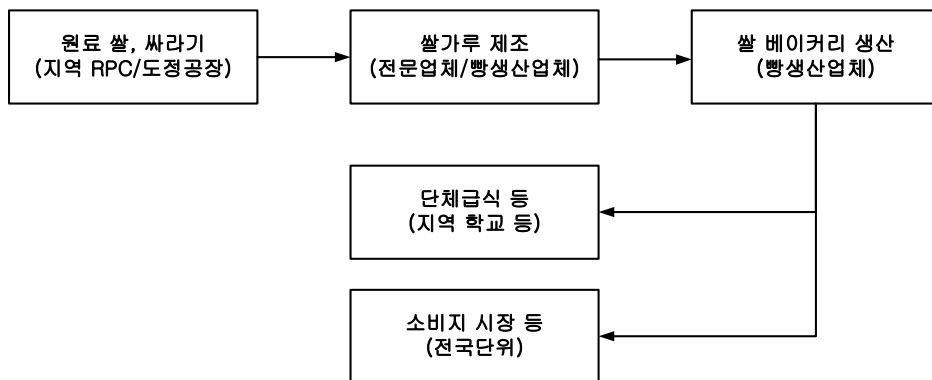 원료 쌀, 싸라기
(지역 RPC/도정공장)
쌀가루 제조
(전문업체/빵생산업체)
쌀 베이커리 생산
(빵생산업체)
단체급식 등
(지역 학교 등)
소비지 시장 등
(전국단위)